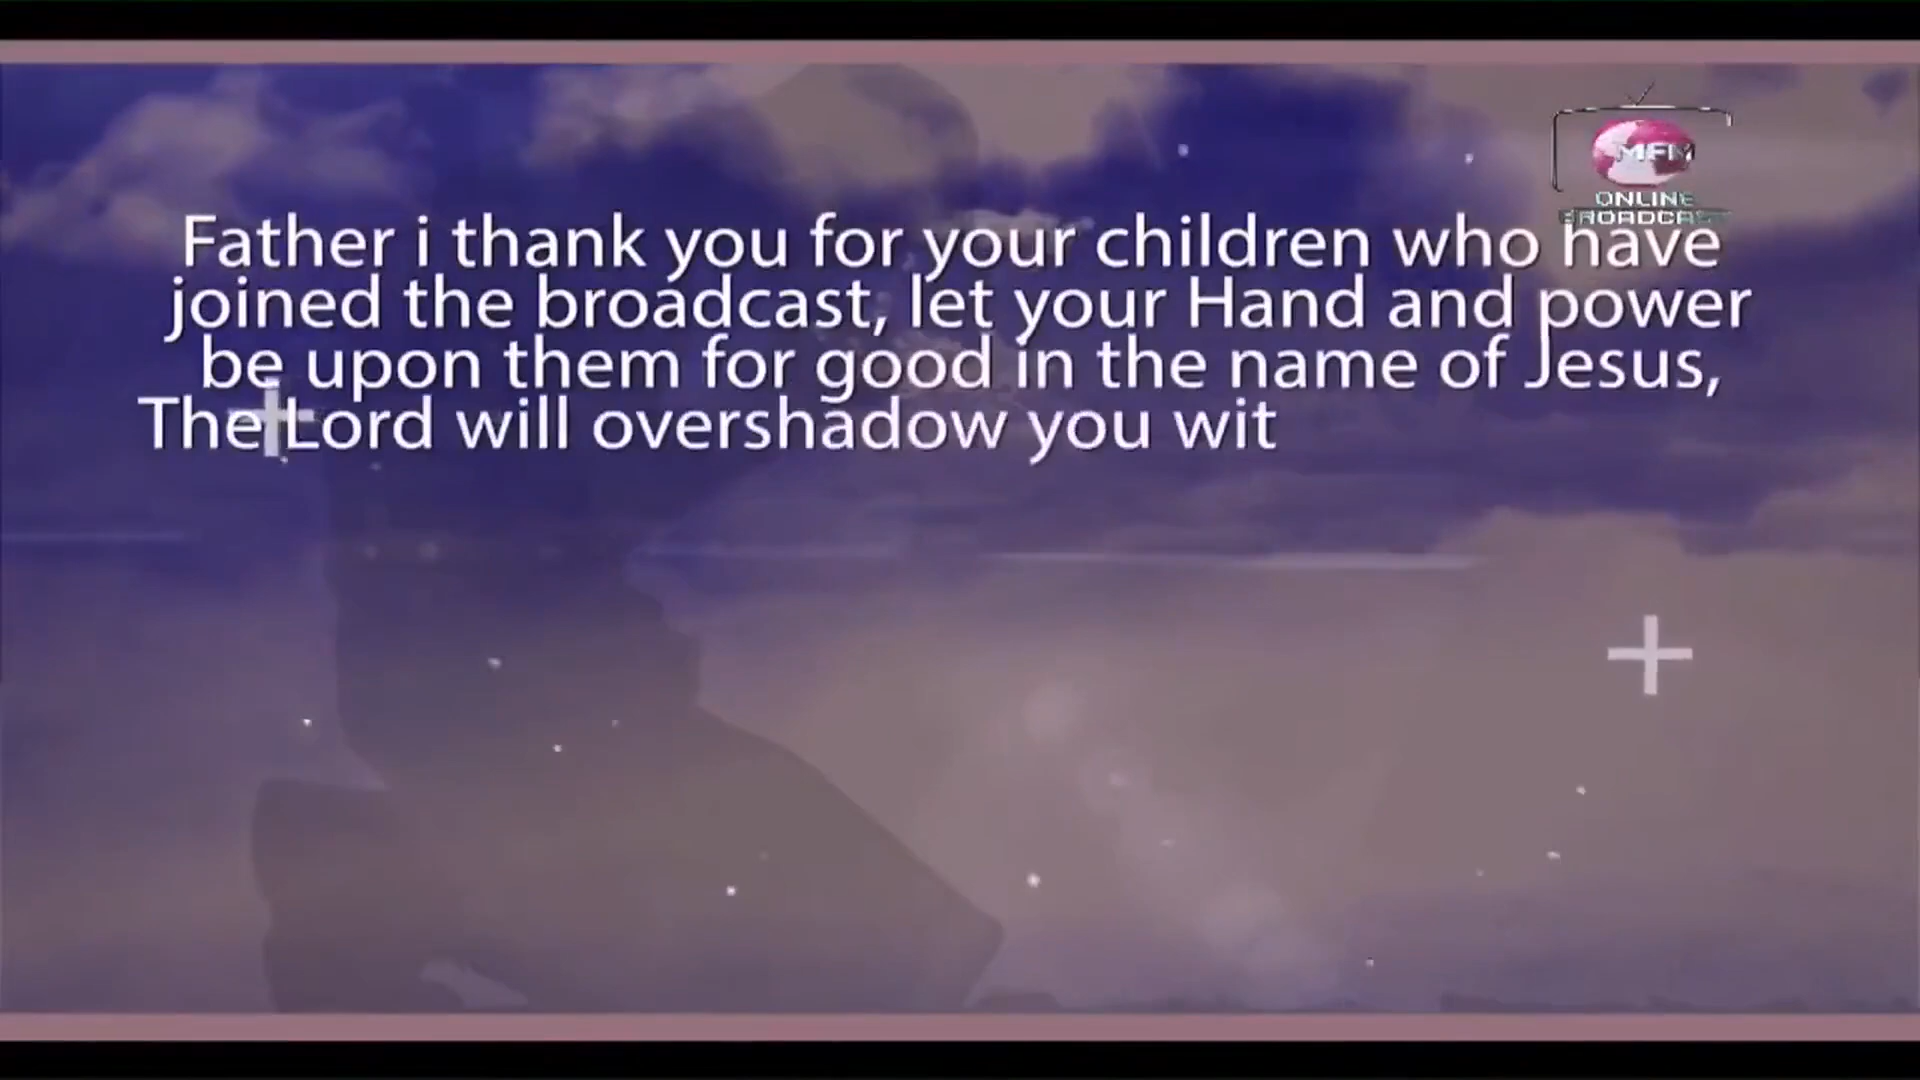 MFM
ONLINE
BROADCAST
Father i thank you for your children who have
joined the broadcast, let your Hand and power
be upon them for good in the name of Jesus,
The Lord will overshadow you wit